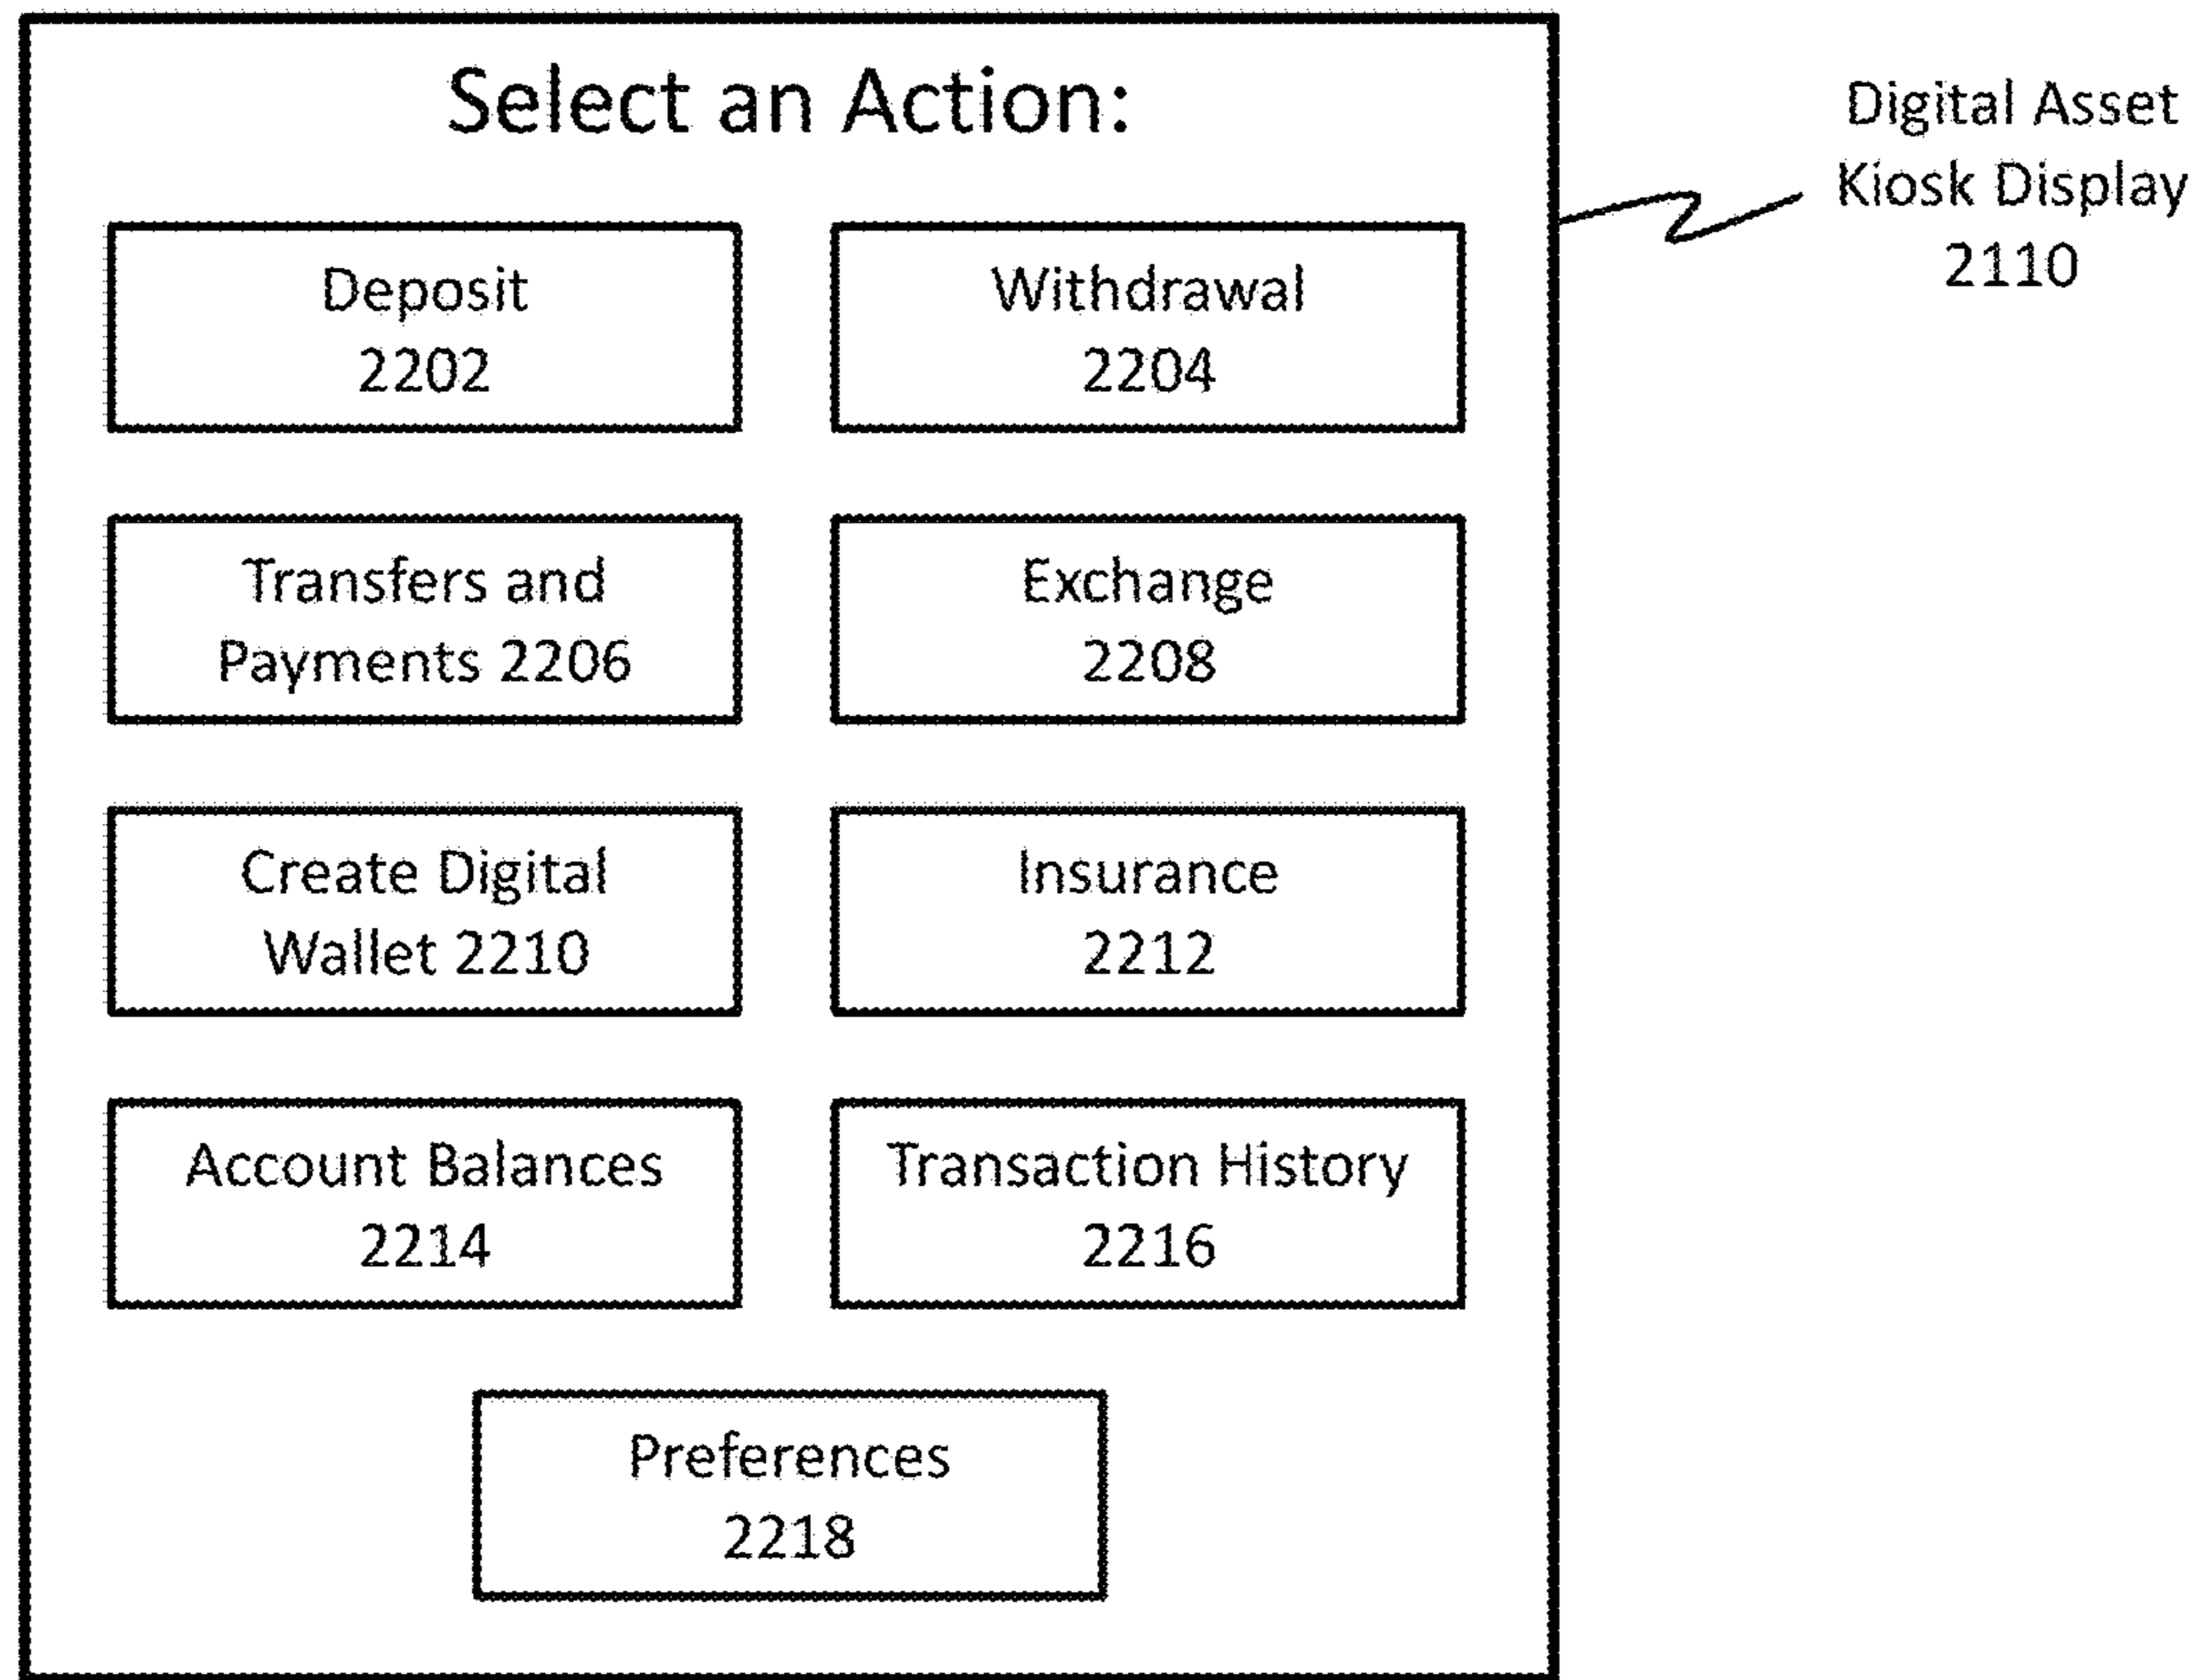 Select an Action:
Digital Asset
Kiosk Display
2110
Deposit
2202
Withdrawal
2204
Transfers and
Payments 2206
Exchange
2208
Create Digital
Wallet 2210
Insurance
2212
Account Balances
2214
Transaction History
2216
Preferences
2218